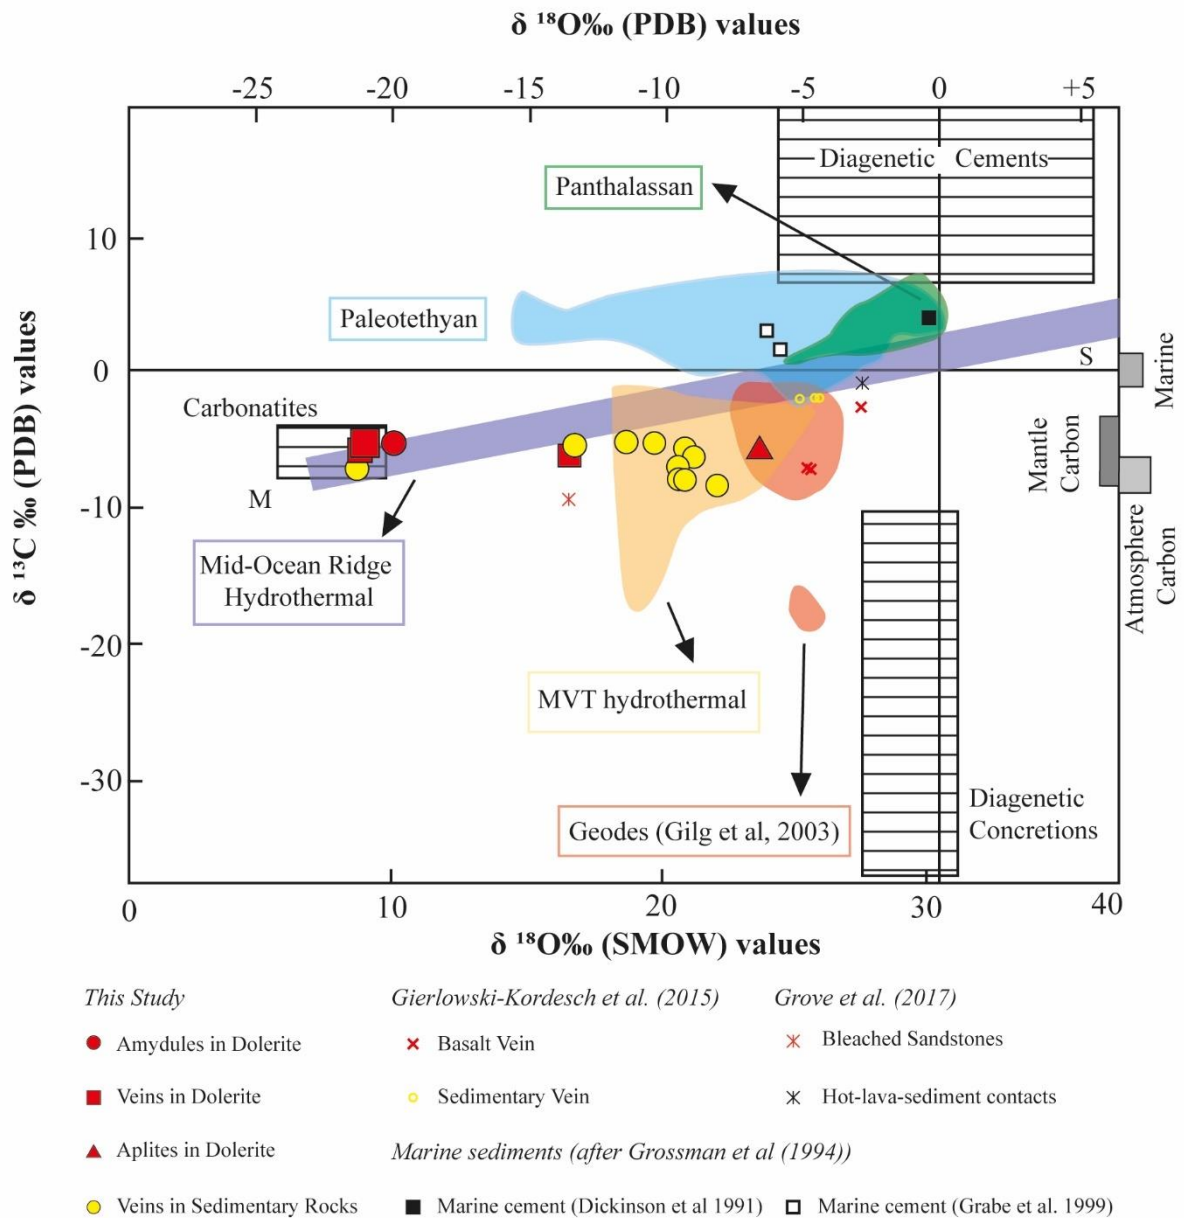 δ ¹⁸O‰ (PDB) values
-25 -20 -15 -10 -5 0 +5
Diagenetic Cements
Panthalassan
10
Paleotethyan
δ ¹³C ‰ (PDB) values
0
S
Marine
Carbonatites
Mantle
Carbon
M
-10
Mid-Ocean Ridge
Hydrothermal
Atmosphere
Carbon
-20
MVT hydrothermal
-30
Diagenetic
Concretions
Geodes (Gilg et al, 2003)
0 10 20 30 40
δ ¹⁸O‰ (SMOW) values
This Study
Amydules in Dolerite
Veins in Dolerite
Aplites in Dolerite
Veins in Sedimentary Rocks
Gierlowski-Kordesch et al. (2015)
Basalt Vein
Sedimentary Vein
Grove et al. (2017)
Bleached Sandstones
Hot-lava-sediment contacts
Marine sediments (after Grossman et al (1994))
Marine cement (Dickinson et al 1991)
Marine cement (Grabe et al. 1999)